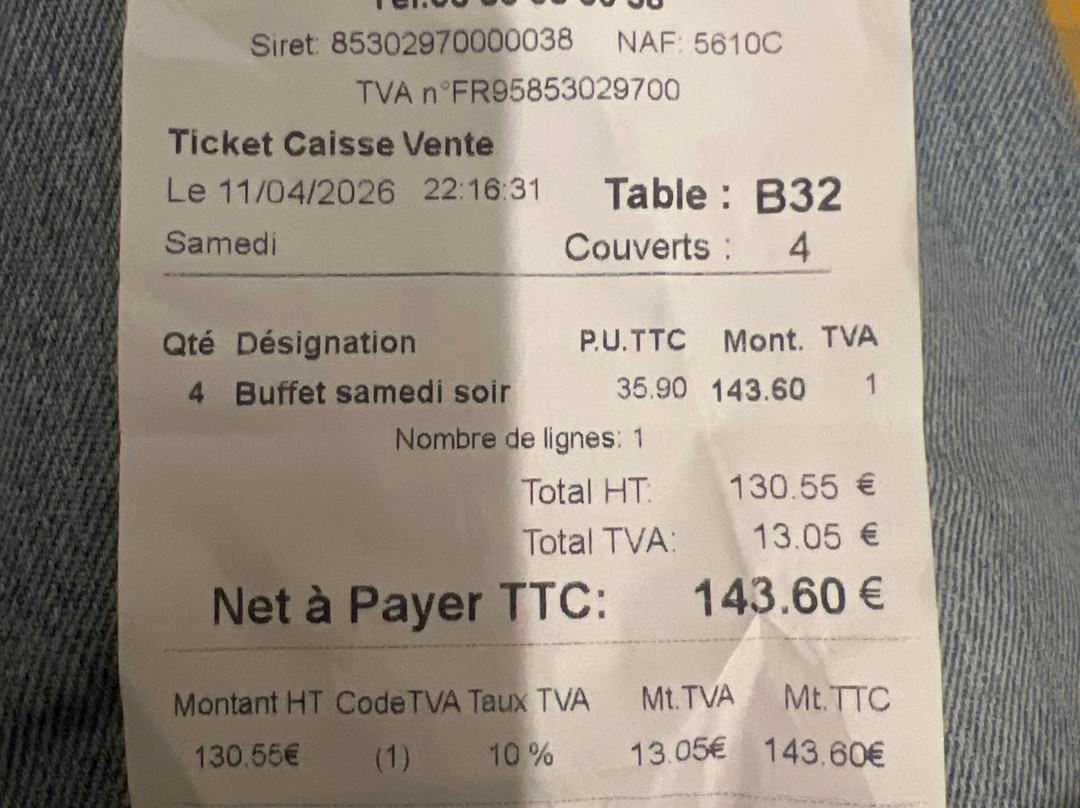 Siret: 85302970000038 NAF: 5610C
TVA n°FR95853029700
Ticket Caisse Vente
Le 11/04/2026 22:16:31 Table : B32
Samedi Couverts : 4
Qté Désignation P.U.TTC Mont. TVA
4 Buffet samedi soir 35.90 143.60 1
Nombre de lignes: 1
Total HT: 130.55 €
Total TVA: 13.05 €
Net à Payer TTC: 143.60 €
Montant HT CodeTVA Taux TVA Mt.TVA Mt.TTC
130.55€ (1) 10 % 13.05€ 143.60€